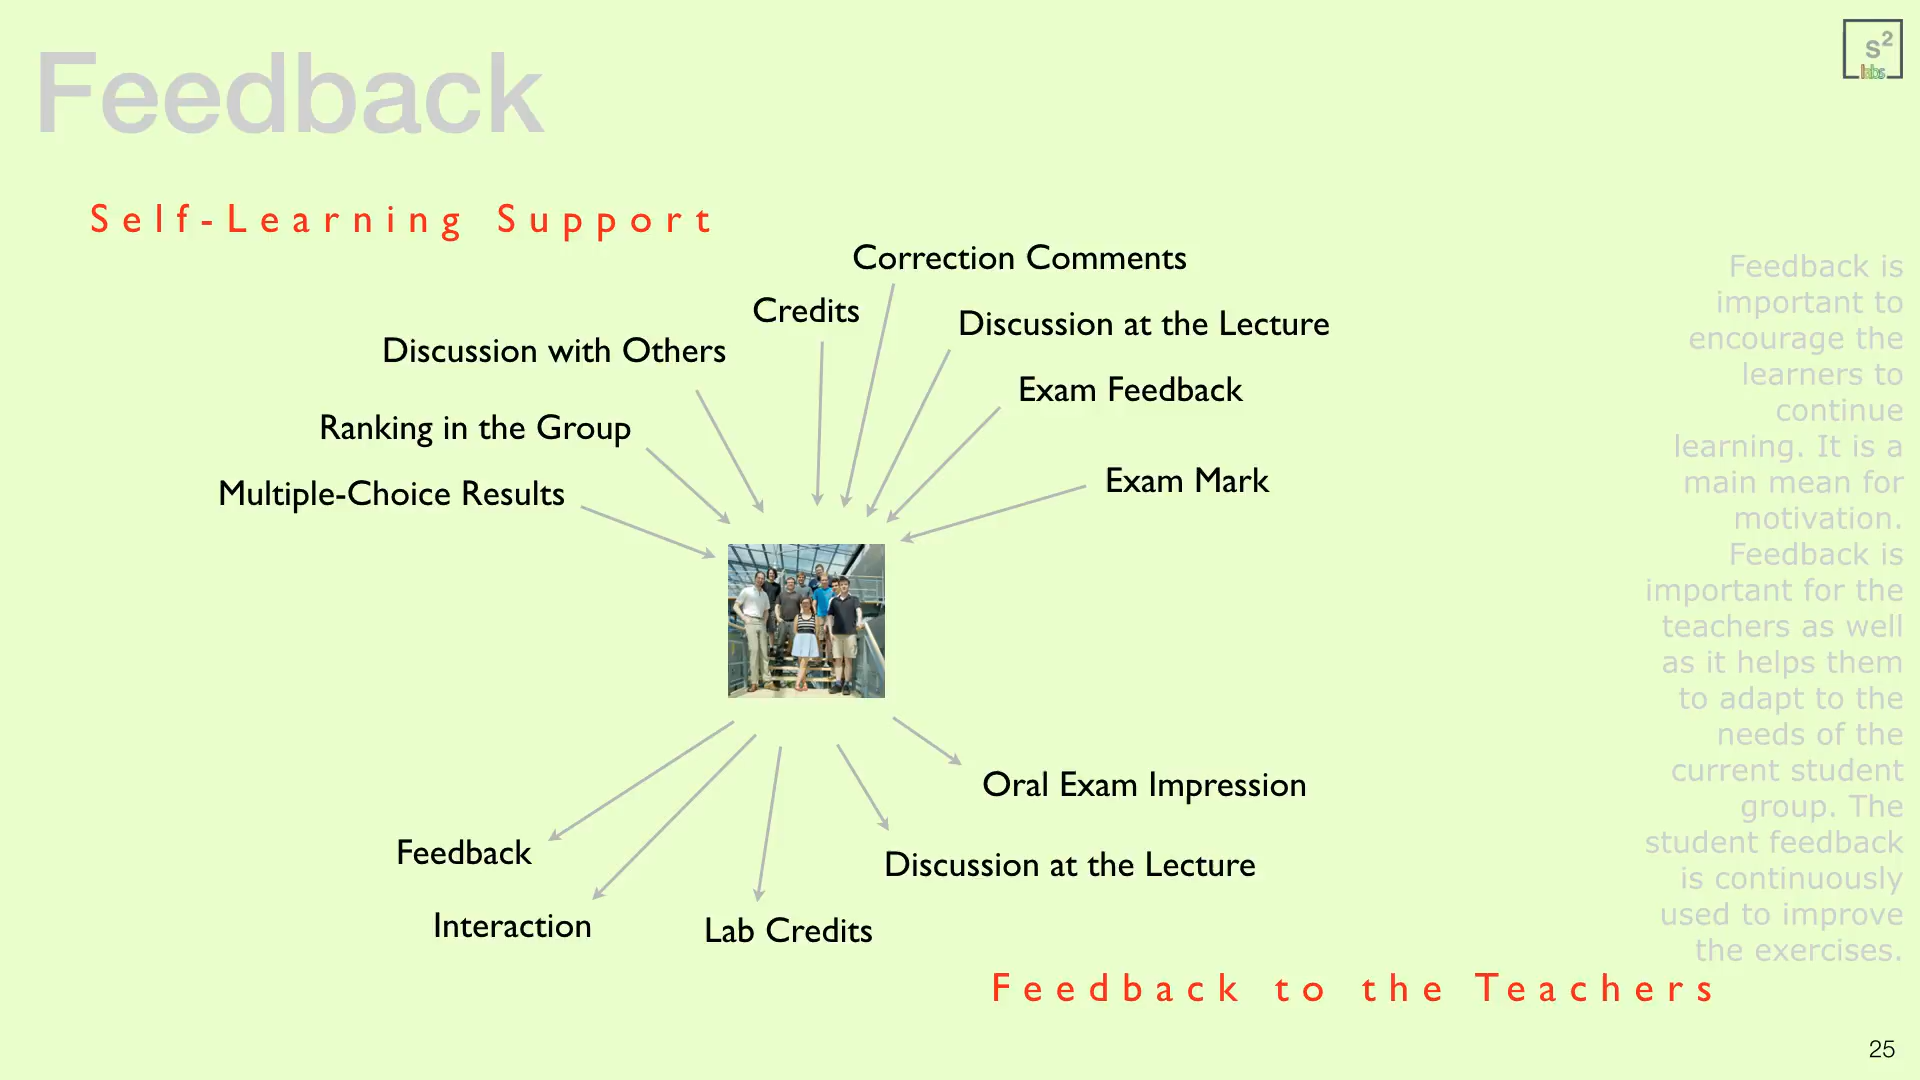 Feedback
s2
labs
Self-Learning Support
Correction Comments
Credits
Discussion at the Lecture
Discussion with Others
Exam Feedback
Ranking in the Group
Exam Mark
Multiple-Choice Results
Oral Exam Impression
Feedback
Discussion at the Lecture
Interaction
Lab Credits
Feedback to the Teachers
Feedback is
important to
encourage the
learners to
continue
learning. It is a
main mean for
motivation.
Feedback is
important for the
teachers as well
as it helps them
to adapt to the
needs of the
current student
group. The
student feedback
is continuously
used to improve
the exercises.
25